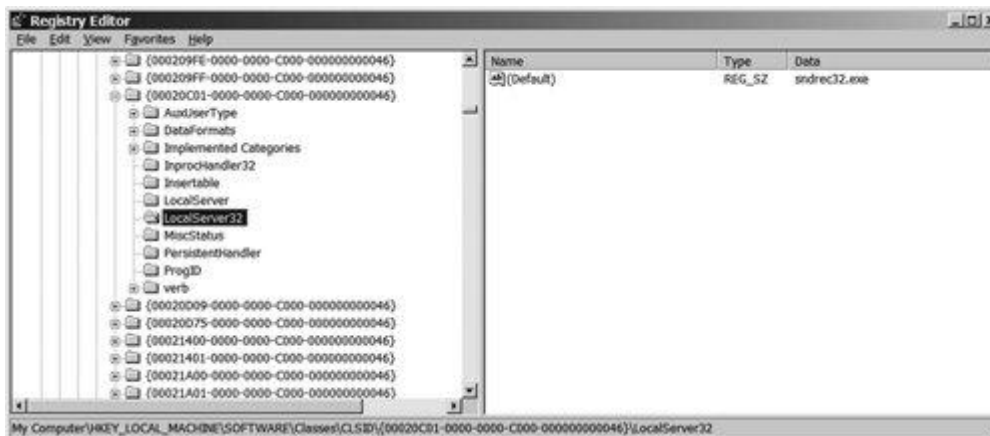 Registry Editor
File Edit View Favorites Help
{000209FE-0000-0000-C000-000000000046}
{000209FF-0000-0000-C000-000000000046}
{00020C01-0000-0000-C000-000000000046}
AuxUserType
DataFormats
Implemented Categories
InprocHandler32
Insertable
LocalServer
LocalServer32
MiscStatus
PersistentHandler
ProgID
verb
{00020D09-0000-0000-C000-000000000046}
{00020D75-0000-0000-C000-000000000046}
{00021400-0000-0000-C000-000000000046}
{00021401-0000-0000-C000-000000000046}
{00021A00-0000-0000-C000-000000000046}
{00021A01-0000-0000-C000-000000000046}
Name Type Data
ab (Default) REG_SZ sndrec32.exe
My Computer\HKEY_LOCAL_MACHINE\SOFTWARE\Classes\CLSID\{00020C01-0000-0000-C000-000000000046}\LocalServer32